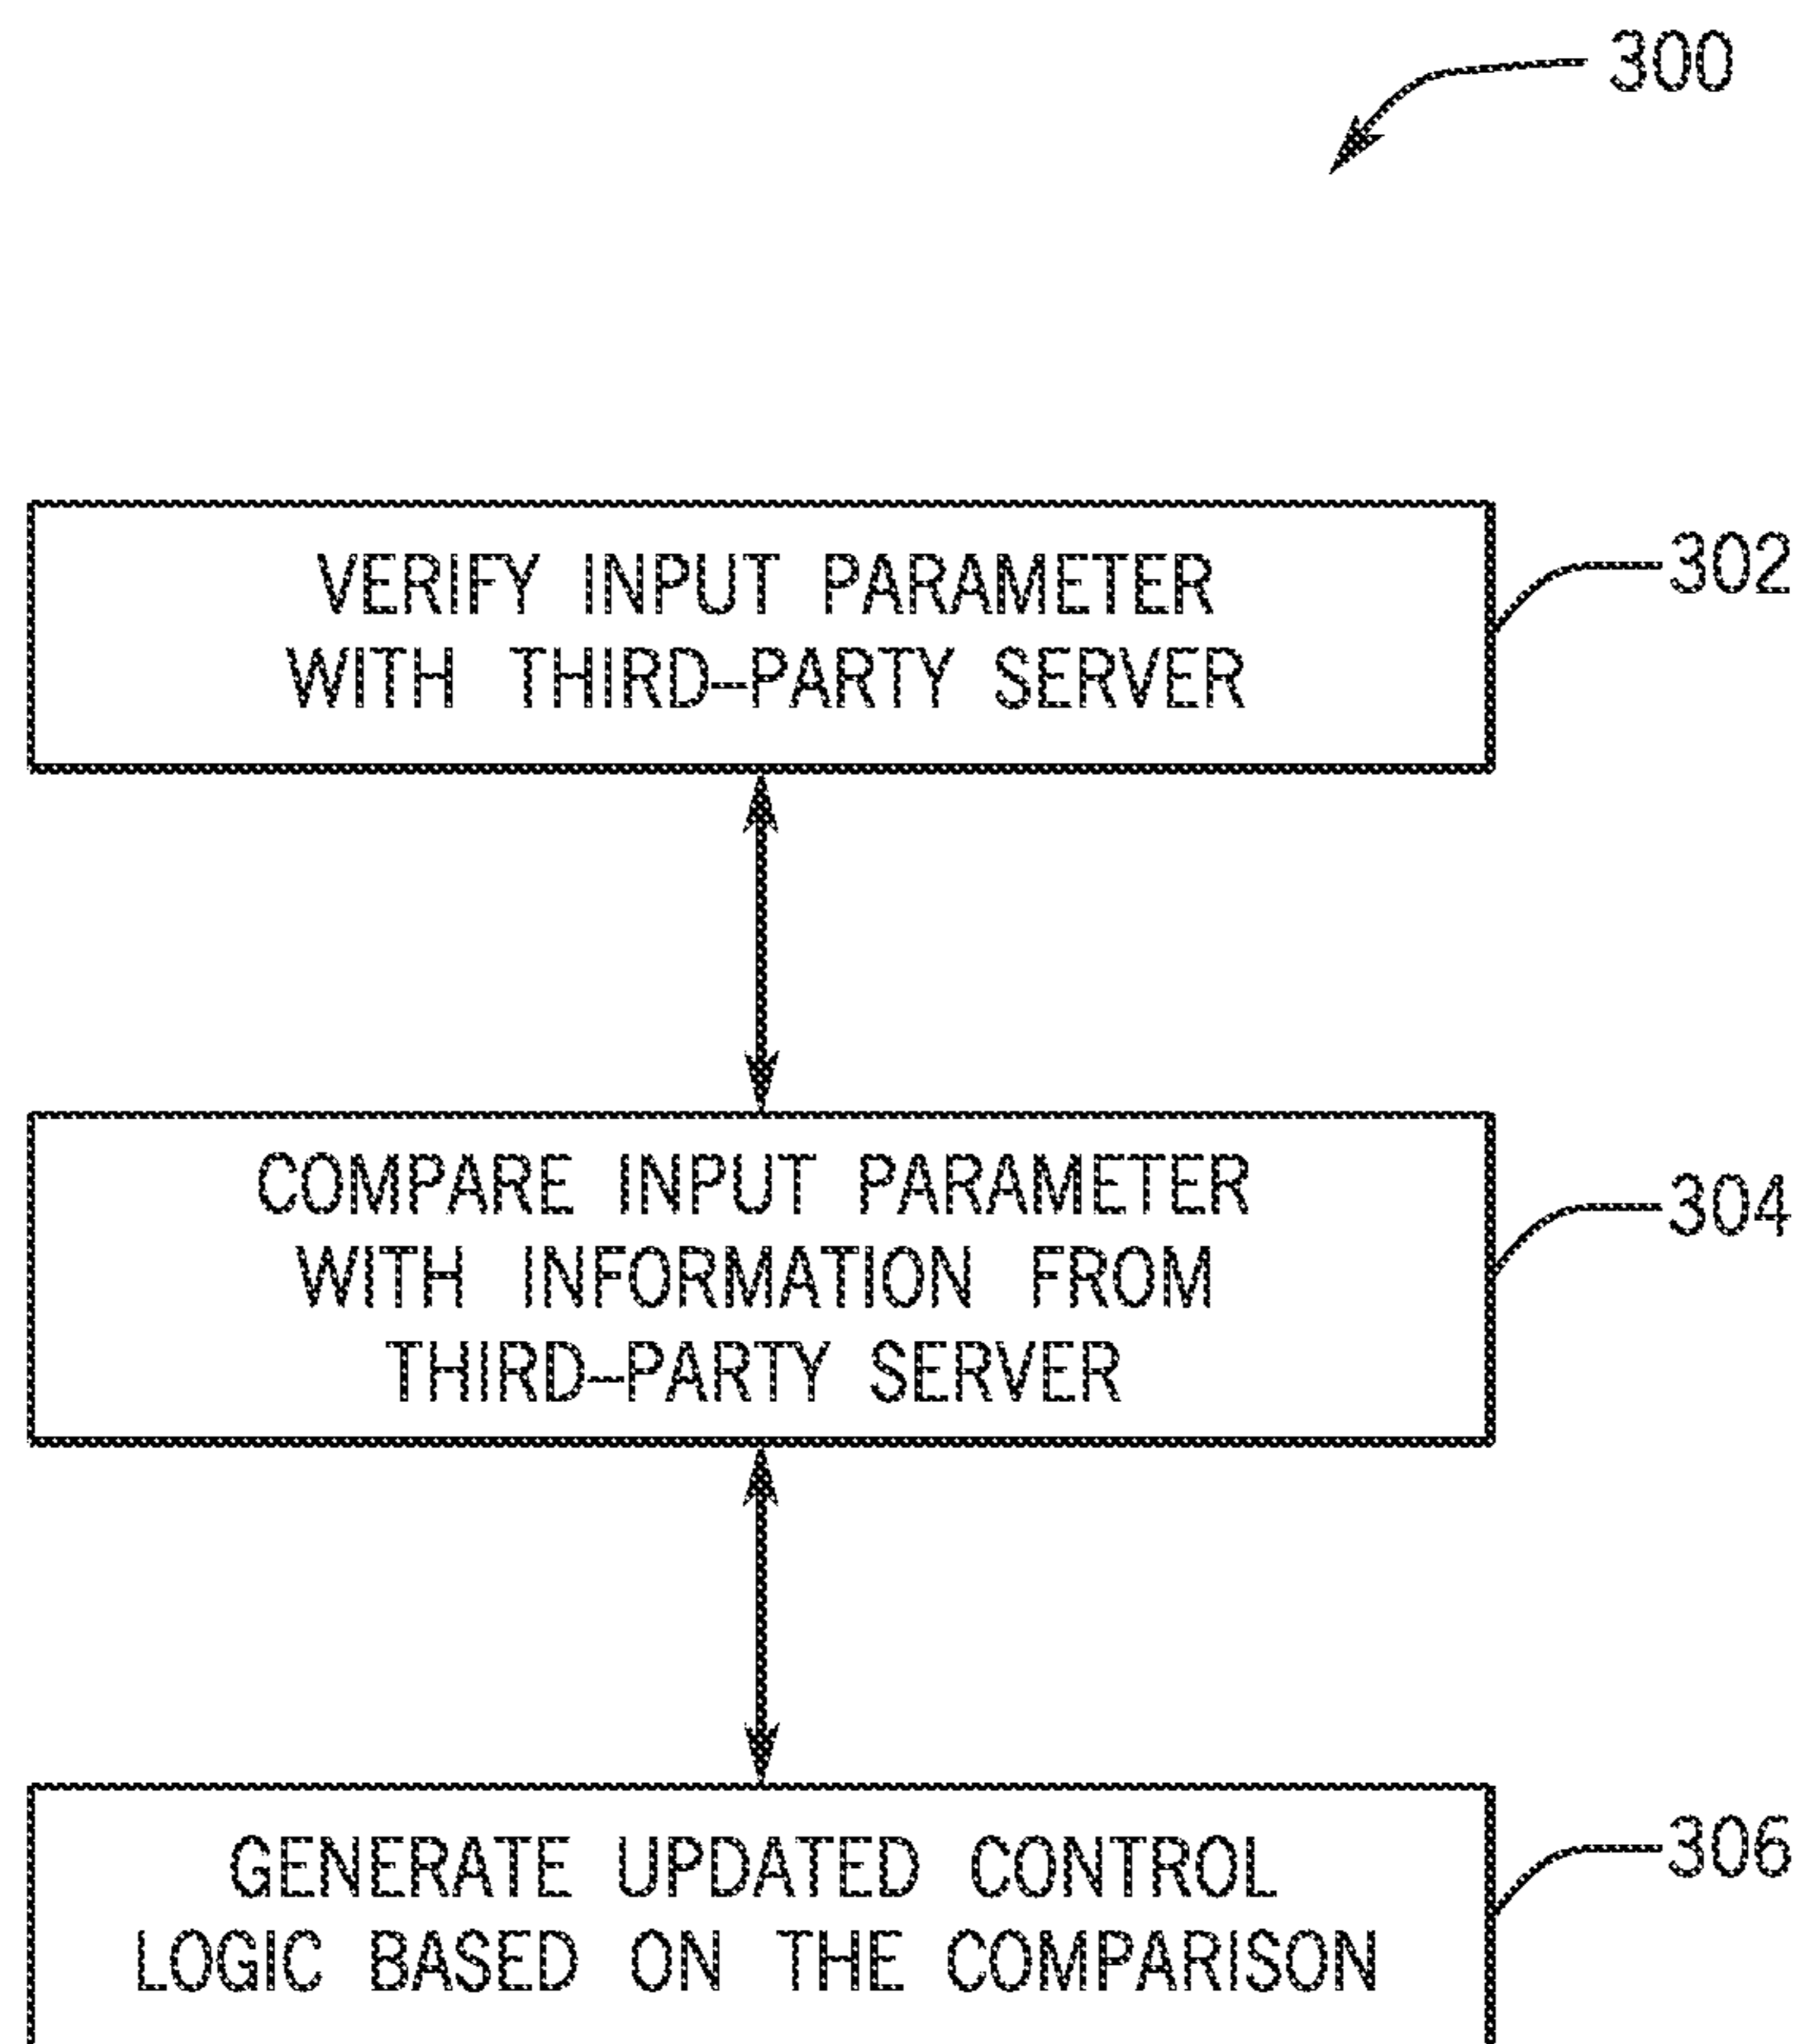 300
VERIFY INPUT PARAMETER
WITH THIRD-PARTY SERVER
302
COMPARE INPUT PARAMETER
WITH INFORMATION FROM
THIRD-PARTY SERVER
304
GENERATE UPDATED CONTROL
LOGIC BASED ON THE COMPARISON
306